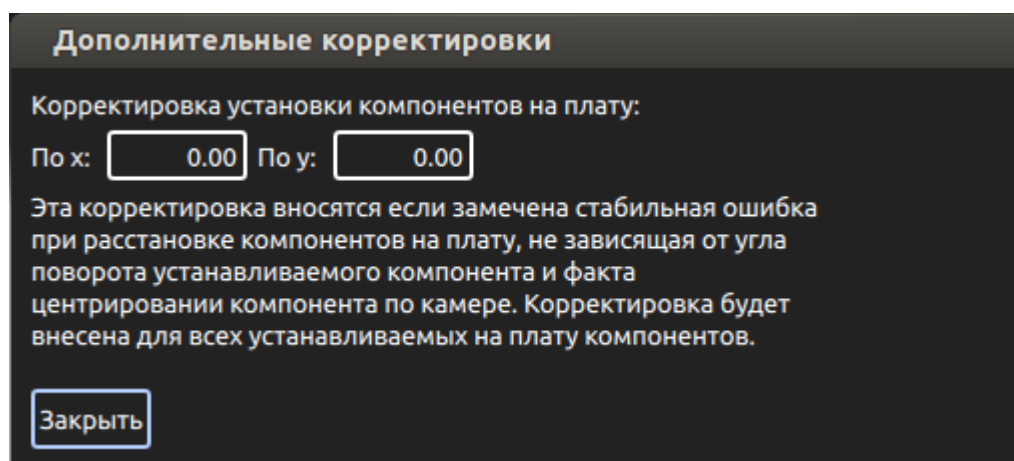 Дополнительные корректировки
Корректировка установки компонентов на плату:
По x: 0.00 По y: 0.00
Эта корректировка вносятся если замечена стабильная ошибка
при расстановке компонентов на плату, не зависящая от угла
поворота устанавливаемого компонента и факта
центрировании компонента по камере. Корректировка будет
внесена для всех устанавливаемых на плату компонентов.
Закрыть